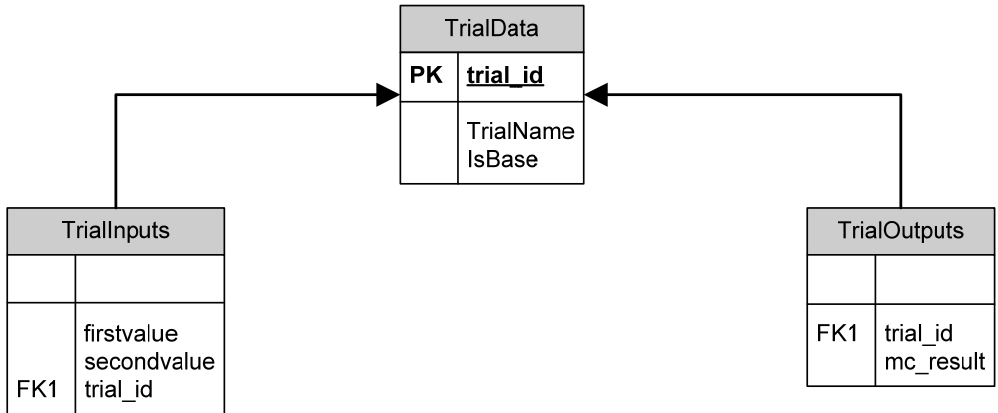 TrialData
PK trial_id
TrialName
IsBase
TrialInputs
firstvalue
secondvalue
FK1 trial_id
TrialOutputs
FK1 trial_id
mc_result